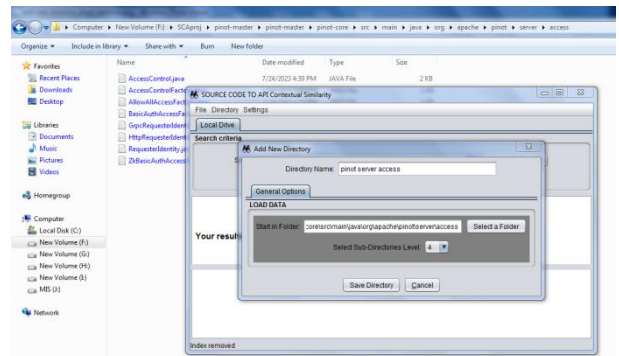 Computer ▸ New Volume (F:) ▸ SCAproj ▸ pinot-master ▸ pinot-master ▸ pinot-core ▸ src ▸ main ▸ java ▸ org ▸ apache ▸ pinot ▸ server ▸ access
Organize Include in library Share with Burn New folder
Name Date modified Type Size
Favorites
Recent Places
Downloads
Desktop
Libraries
Documents
Music
Pictures
Videos
Homegroup
Computer
Local Disk (C:)
New Volume (F:)
New Volume (G:)
New Volume (H:)
New Volume (I:)
MIS (J:)
Network
AccessControl.java 7/24/2023 4:39 PM JAVA File 2 KB
AccessControlFacto
AllowAllAccessFact
BasicAuthAccessFa
GrpcRequesterIdent
HttpRequesterIdent
RequesterIdentity.ja
ZkBasicAuthAccess
SOURCE CODE TO API Contextual Similarity
File Directory Settings
Local Drive
Search criteria
S
Your resul
Add New Directory
Directory Name: pinot server access
General Options
LOAD DATA
Start in Folder: :core\src\main\java\org\apache\pinot\server\access Select a Folder
Select Sub-Directories Level: 4
Save Directory Cancel
Index removed